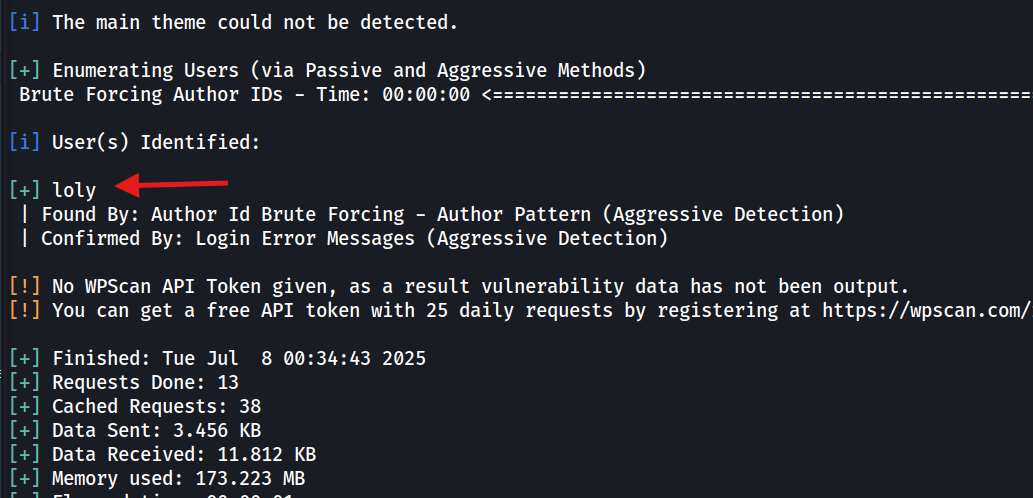 [i] The main theme could not be detected.
[+] Enumerating Users (via Passive and Aggressive Methods)
Brute Forcing Author IDs - Time: 00:00:00 <==================================================
[i] User(s) Identified:
[+] loly
| Found By: Author Id Brute Forcing - Author Pattern (Aggressive Detection)
| Confirmed By: Login Error Messages (Aggressive Detection)
[!] No WPScan API Token given, as a result vulnerability data has not been output.
[!] You can get a free API token with 25 daily requests by registering at https://wpscan.com/
[+] Finished: Tue Jul  8 00:34:43 2025
[+] Requests Done: 13
[+] Cached Requests: 38
[+] Data Sent: 3.456 KB
[+] Data Received: 11.812 KB
[+] Memory used: 173.223 MB